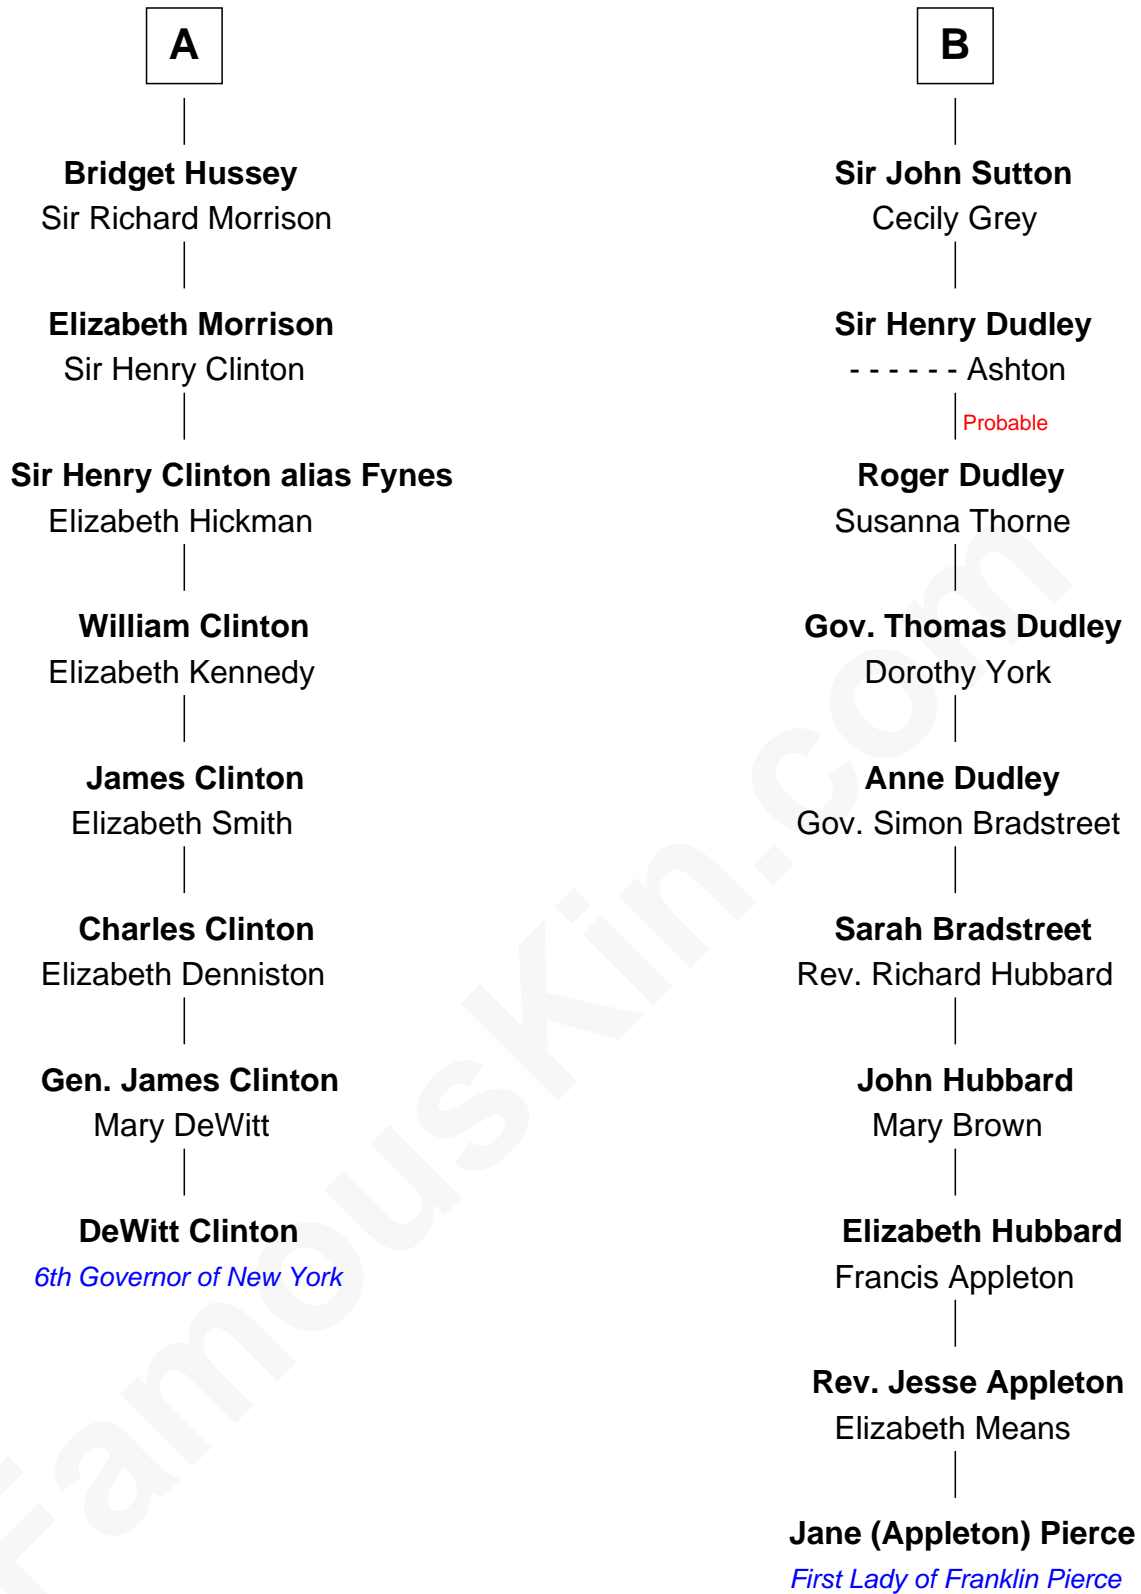 A
Bridget Hussey
Sir Richard Morrison
Elizabeth Morrison
Sir Henry Clinton
Sir Henry Clinton alias Fynes
Elizabeth Hickman
William Clinton
Elizabeth Kennedy
James Clinton
Elizabeth Smith
Charles Clinton
Elizabeth Denniston
Gen. James Clinton
Mary DeWitt
DeWitt Clinton
6th Governor of New York
B
Sir John Sutton
Cecily Grey
Sir Henry Dudley
- - - - - - Ashton
Probable
Roger Dudley
Susanna Thorne
Gov. Thomas Dudley
Dorothy York
Anne Dudley
Gov. Simon Bradstreet
Sarah Bradstreet
Rev. Richard Hubbard
John Hubbard
Mary Brown
Elizabeth Hubbard
Francis Appleton
Rev. Jesse Appleton
Elizabeth Means
Jane (Appleton) Pierce
First Lady of Franklin Pierce
FamousKin.com